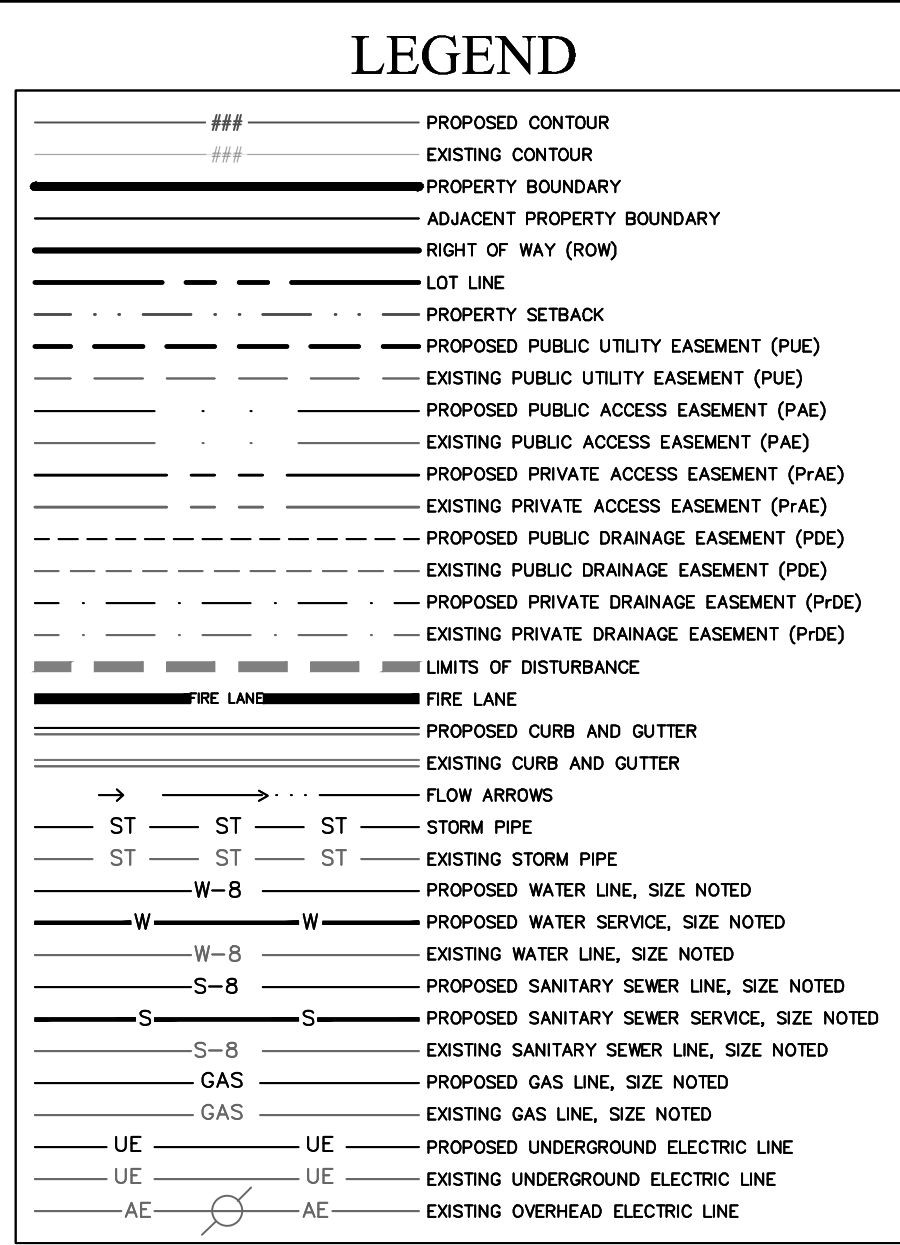 LEGEND
### PROPOSED CONTOUR
### EXISTING CONTOUR
PROPERTY BOUNDARY
ADJACENT PROPERTY BOUNDARY
RIGHT OF WAY (ROW)
LOT LINE
PROPERTY SETBACK
PROPOSED PUBLIC UTILITY EASEMENT (PUE)
EXISTING PUBLIC UTILITY EASEMENT (PUE)
PROPOSED PUBLIC ACCESS EASEMENT (PAE)
EXISTING PUBLIC ACCESS EASEMENT (PAE)
PROPOSED PRIVATE ACCESS EASEMENT (PrAE)
EXISTING PRIVATE ACCESS EASEMENT (PrAE)
PROPOSED PUBLIC DRAINAGE EASEMENT (PDE)
EXISTING PUBLIC DRAINAGE EASEMENT (PDE)
PROPOSED PRIVATE DRAINAGE EASEMENT (PrDE)
EXISTING PRIVATE DRAINAGE EASEMENT (PrDE)
LIMITS OF DISTURBANCE
FIRE LANE FIRE LANE
PROPOSED CURB AND GUTTER
EXISTING CURB AND GUTTER
FLOW ARROWS
ST ST ST STORM PIPE
ST ST ST EXISTING STORM PIPE
W-8 PROPOSED WATER LINE, SIZE NOTED
W W PROPOSED WATER SERVICE, SIZE NOTED
W-8 EXISTING WATER LINE, SIZE NOTED
S-8 PROPOSED SANITARY SEWER LINE, SIZE NOTED
S S PROPOSED SANITARY SEWER SERVICE, SIZE NOTED
S-8 EXISTING SANITARY SEWER LINE, SIZE NOTED
GAS PROPOSED GAS LINE, SIZE NOTED
GAS EXISTING GAS LINE, SIZE NOTED
UE UE PROPOSED UNDERGROUND ELECTRIC LINE
UE UE EXISTING UNDERGROUND ELECTRIC LINE
AE AE EXISTING OVERHEAD ELECTRIC LINE